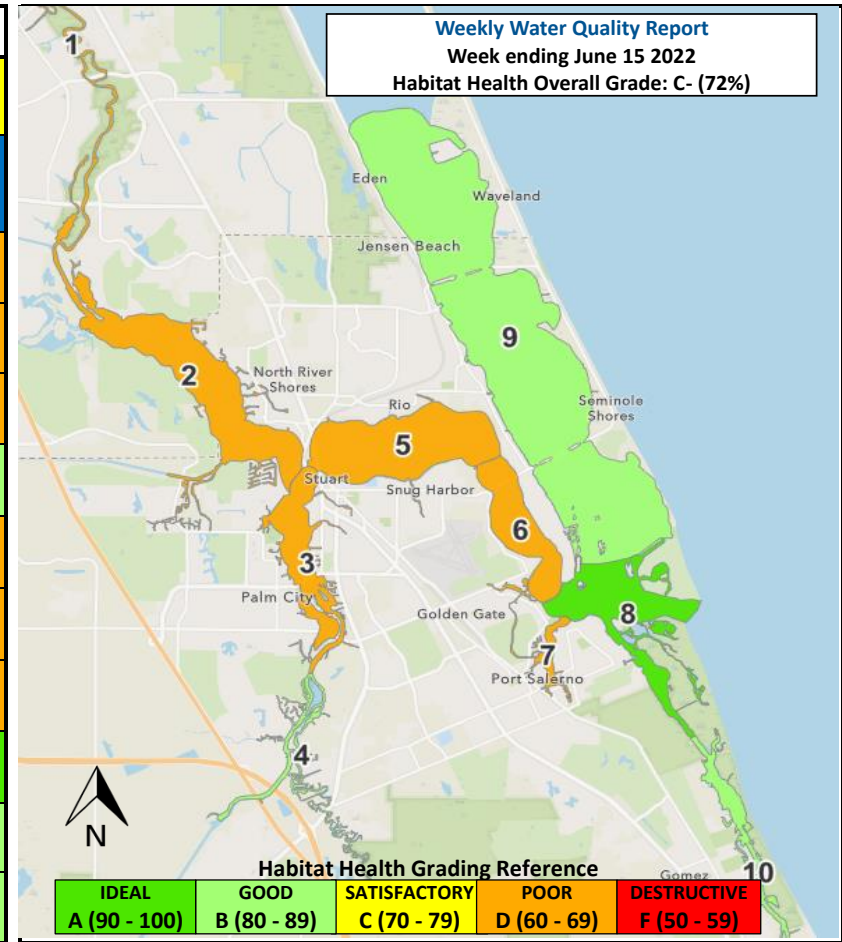 Weekly Water Quality Report
Week ending June 15 2022
Habitat Health Overall Grade: C- (72%)
1
Eden
Waveland
Jensen Beach
9
2
North River
Shores
Rio
Seminole
Shores
5
Stuart
Snug Harbor
6
3
Palm City
Golden Gate
8
7
Port Salerno
4
N
Gomez
10
Habitat Health Grading Reference
IDEAL GOOD SATISFACTORY POOR DESTRUCTIVE
A (90 - 100) B (80 - 89) C (70 - 79) D (60 - 69) F (50 - 59)